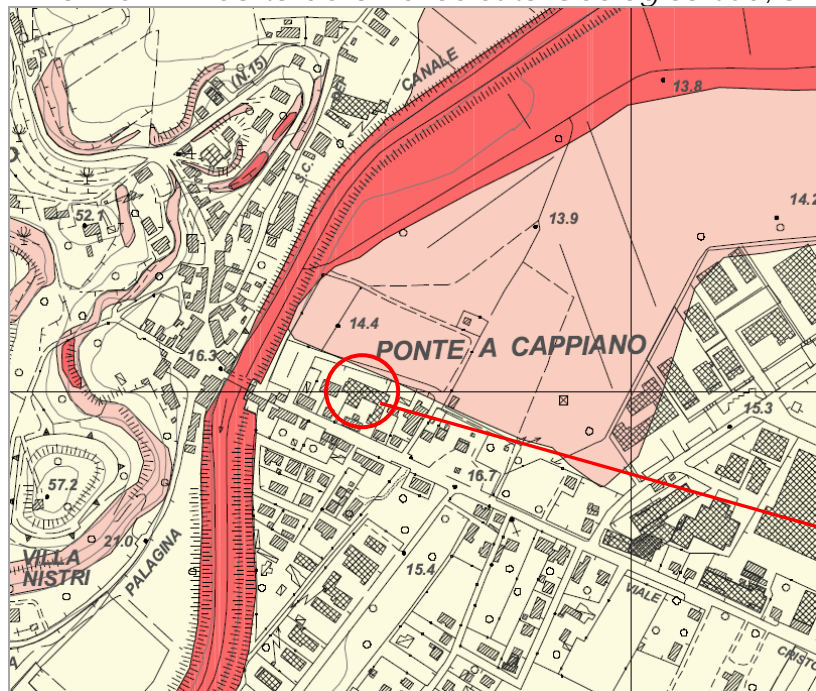 CANALE
(N.15)
13.8
S.C.I.
14.2
52.1
13.9
14.4
PONTE A CAPPIANO
16.3
15.3
16.7
57.2
21.0
VILLA
NISTRI
PALAGINA
15.4
VIALE
CRISTO